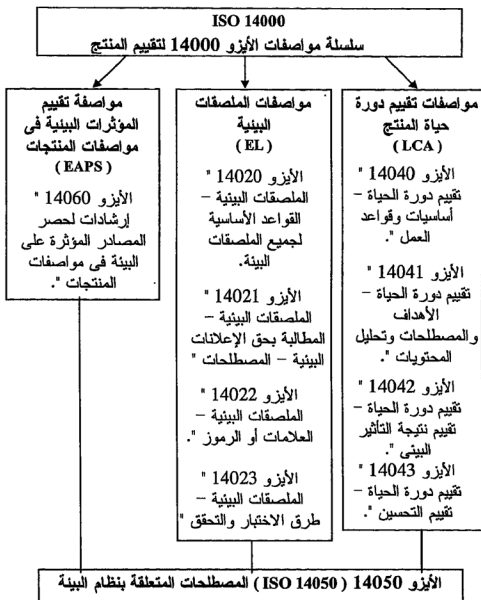 ISO 14000
سلسلة مواصفات الأيزو 14000 لتقييم المنتج
مواصفات تقييم دورة
حياة المنتج
(LCA)
الأيزو 14040 "
تقييم دورة الحياة –
أساسيات وقواعد
العمل ".
الأيزو 14041 "
تقييم دورة الحياة –
الأهداف
والمصطلحات وتحليل
المحتويات ".
الأيزو 14042 "
تقييم دورة الحياة –
تقييم نتيجة التأثير
البيئى ".
الأيزو 14043 "
تقييم دورة الحياة –
تقييم التحسين ".
مواصفات الملصقات
البيئية
(EL)
الأيزو 14020 "
الملصقات البيئية –
القواعد الأساسية
لجميع الملصقات
البيئة.
الأيزو 14021 "
الملصقات البيئية –
المطالبة بحق الإعلانات
البيئية – المصطلحات "
الأيزو 14022 "
الملصقات البيئية –
العلامات أو الرموز ".
الأيزو 14023 "
الملصقات البيئية –
طرق الاختبار والتحقق "
مواصفة تقييم
المؤثرات البيئية فى
مواصفات المنتجات
(EAPS)
الأيزو 14060 "
إرشادات لحصر
المصادر المؤثرة على
البيئة فى مواصفات
المنتجات ".
الأيزو 14050 (ISO 14050) المصطلحات المتعلقة بنظام البيئة